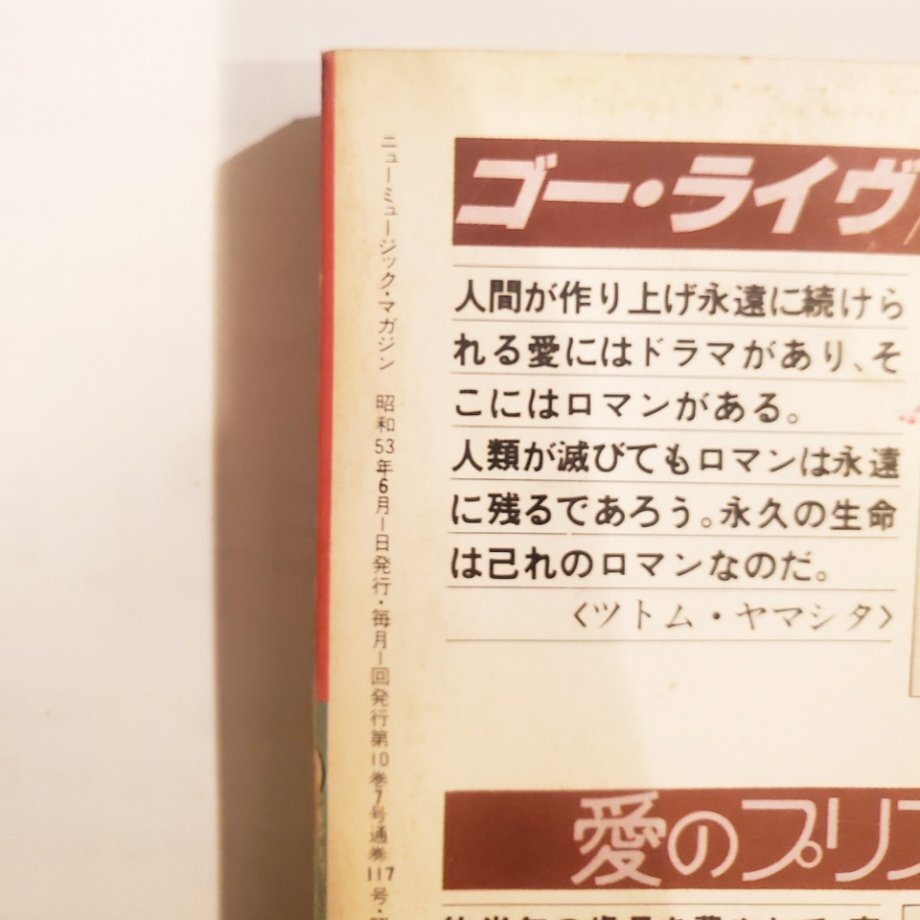 ニューミュージック・マガジン 昭和53年6月1日発行・毎月1回発行第10巻7号通巻117号・
ゴー・ライヴ
人間が作り上げ永遠に続けら
れる愛にはドラマがあり、そ
こにはロマンがある。
人類が滅びてもロマンは永遠
に残るであろう。永久の生命
は己れのロマンなのだ。
〈ツトム・ヤマシタ〉
愛のプリズ